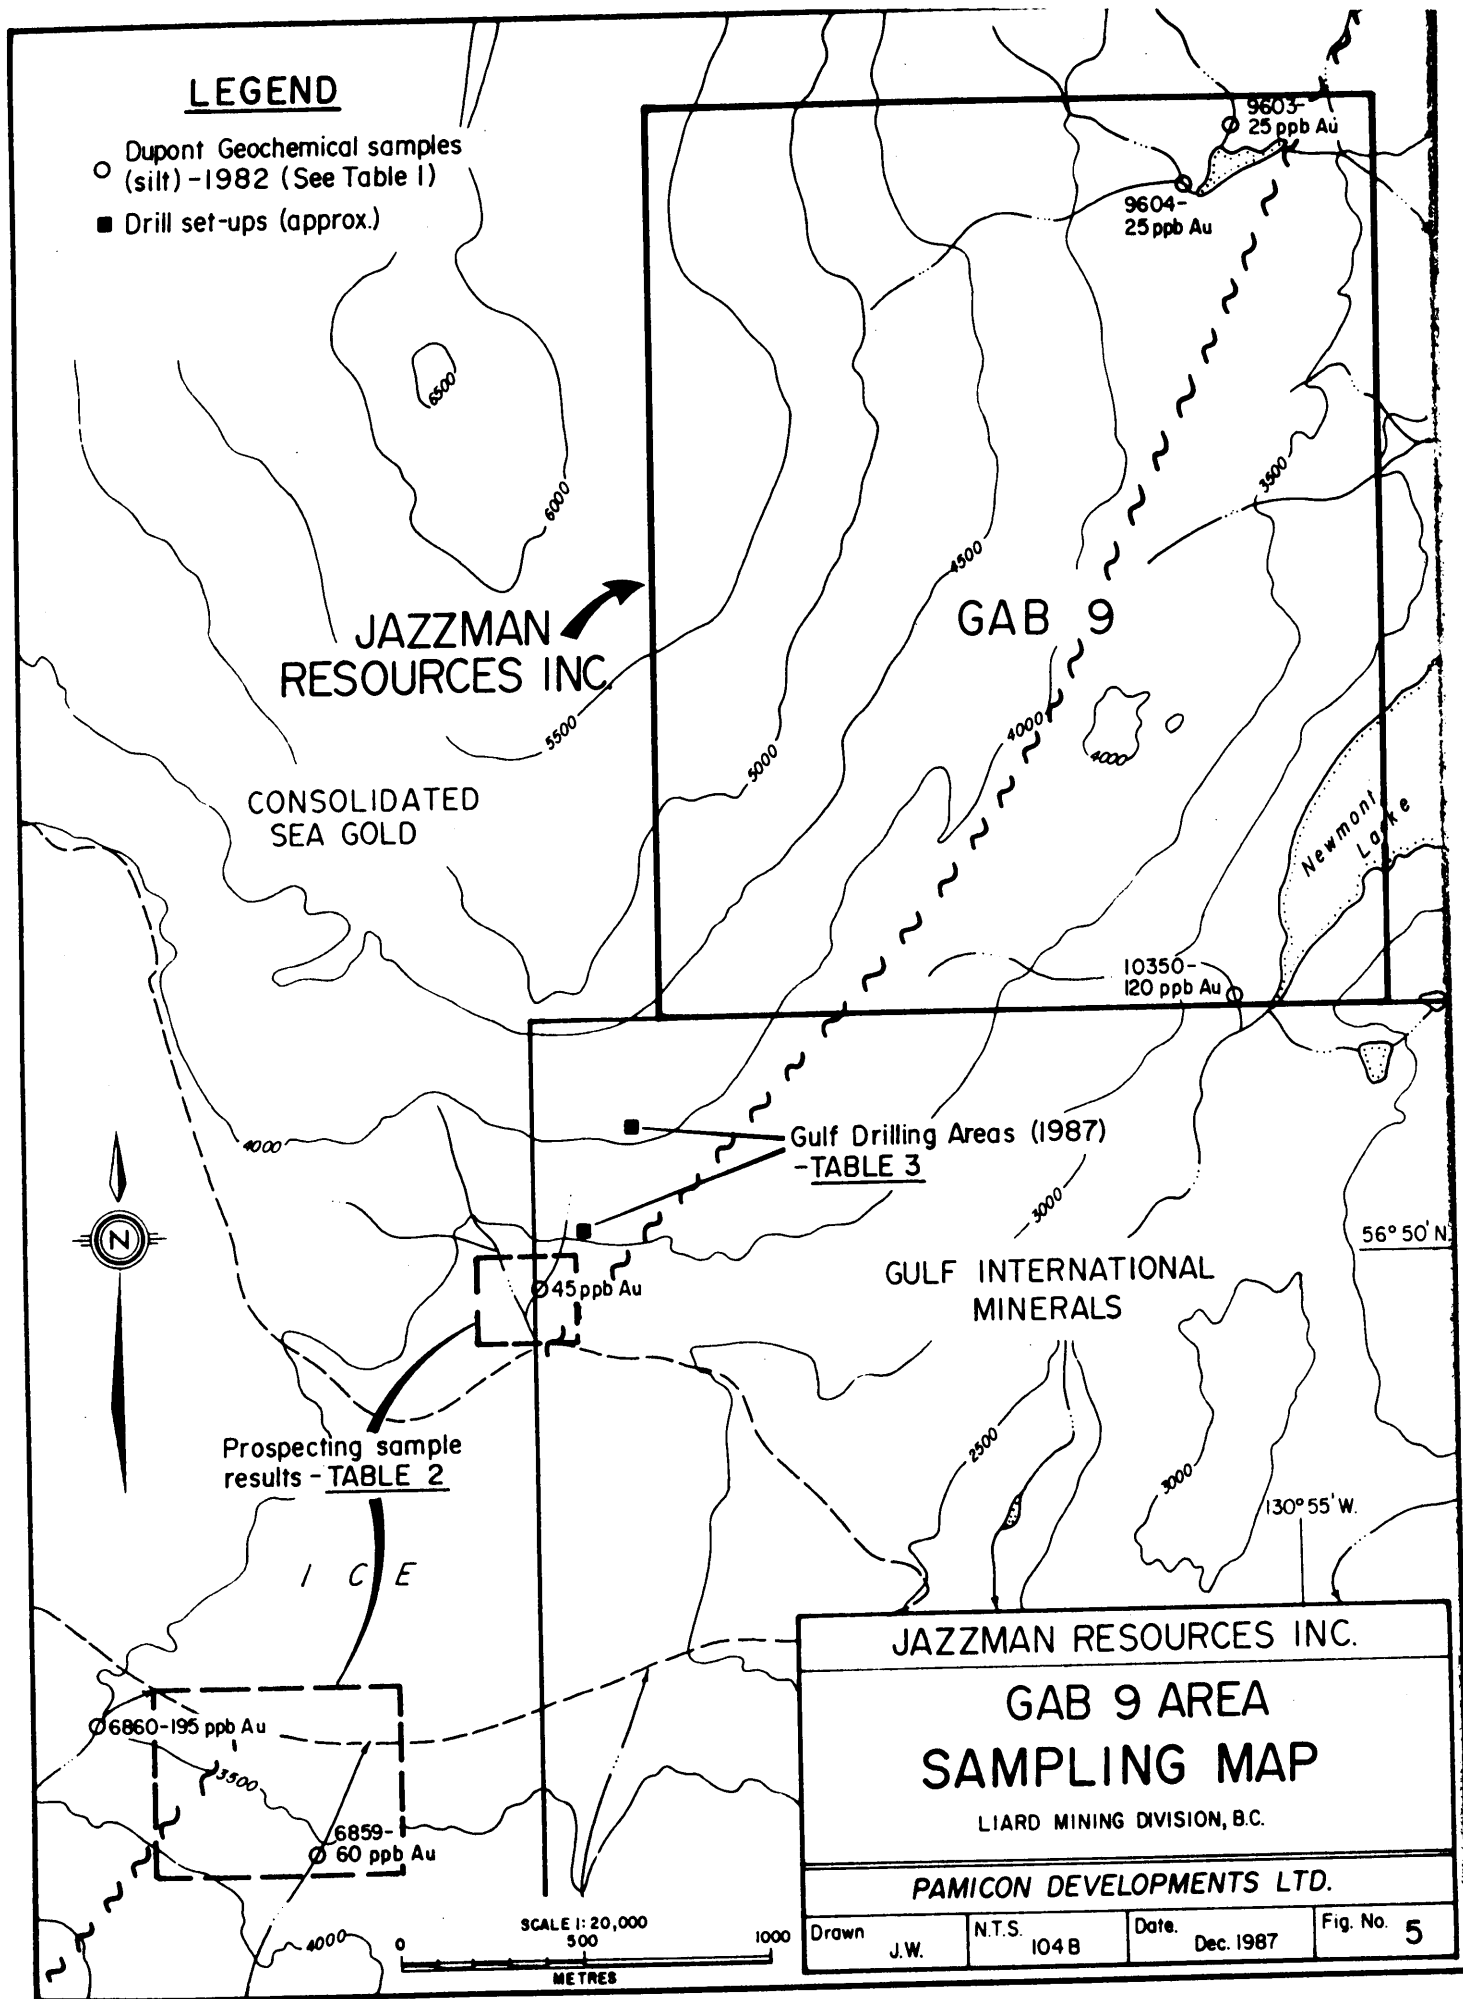 LEGEND
Dupont Geochemical samples
(silt) - 1982 (See Table 1)
Drill set-ups (approx.)
9603-
25 ppb Au
9604-
25 ppb Au
6500
6000
3500
4500
JAZZMAN
RESOURCES INC.
GAB 9
5500
5000
4000
4000
CONSOLIDATED
SEA GOLD
Newmont
Lake
10350-
120 ppb Au
4000
Gulf Drilling Areas (1987)
-TABLE 3
3000
56° 50' N.
N
GULF INTERNATIONAL
MINERALS
45 ppb Au
Prospecting sample
results - TABLE 2
2500
3000
130° 55' W.
I C E
6860-195 ppb Au
3500
6859-
60 ppb Au
4000
SCALE 1: 20,000
0 500 1000
METRES
JAZZMAN RESOURCES INC.
GAB 9 AREA
SAMPLING MAP
LIARD MINING DIVISION, B.C.
PAMICON DEVELOPMENTS LTD.
Drawn J.W.
N.T.S. 104 B
Date. Dec. 1987
Fig. No. 5